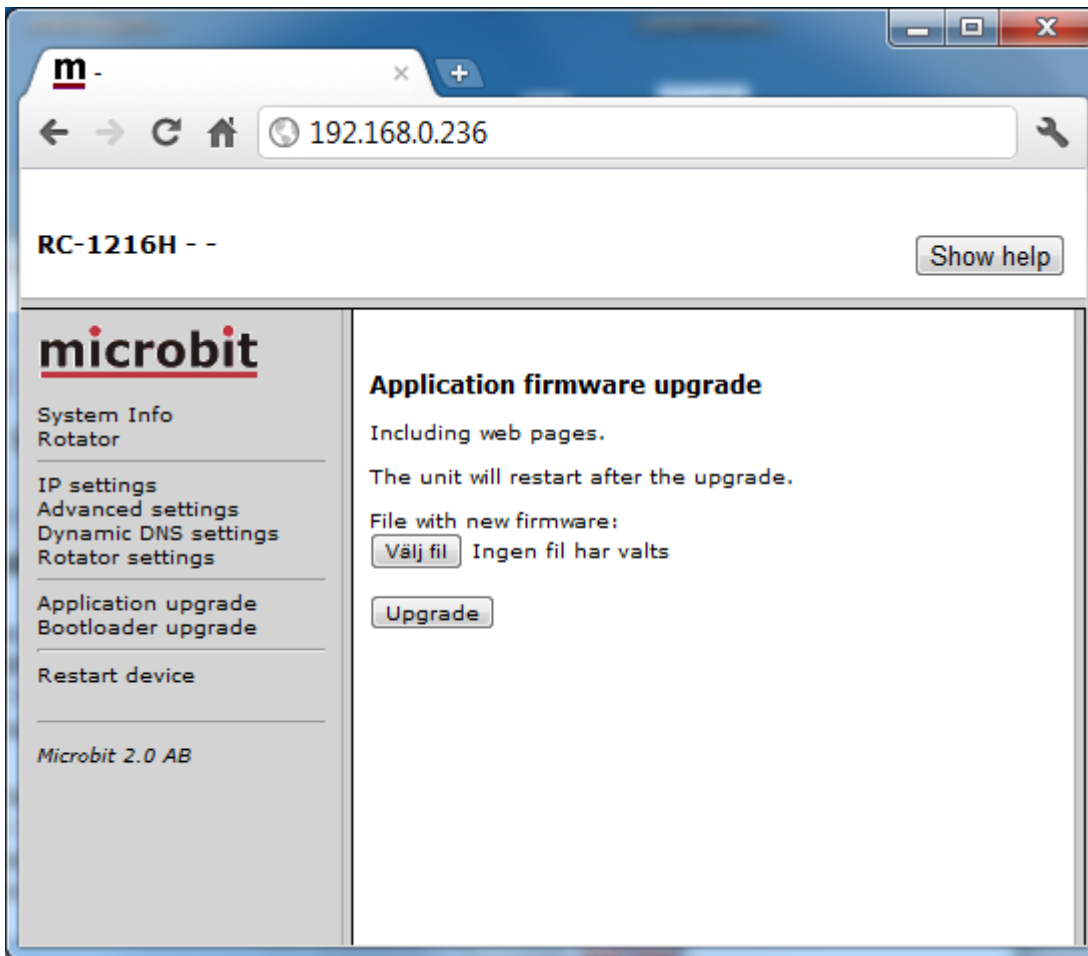 m -
192.168.0.236
RC-1216H - -
Show help
microbit
System Info
Rotator
IP settings
Advanced settings
Dynamic DNS settings
Rotator settings
Application upgrade
Bootloader upgrade
Restart device
Microbit 2.0 AB
Application firmware upgrade
Including web pages.
The unit will restart after the upgrade.
File with new firmware:
Välj fil Ingen fil har valts
Upgrade